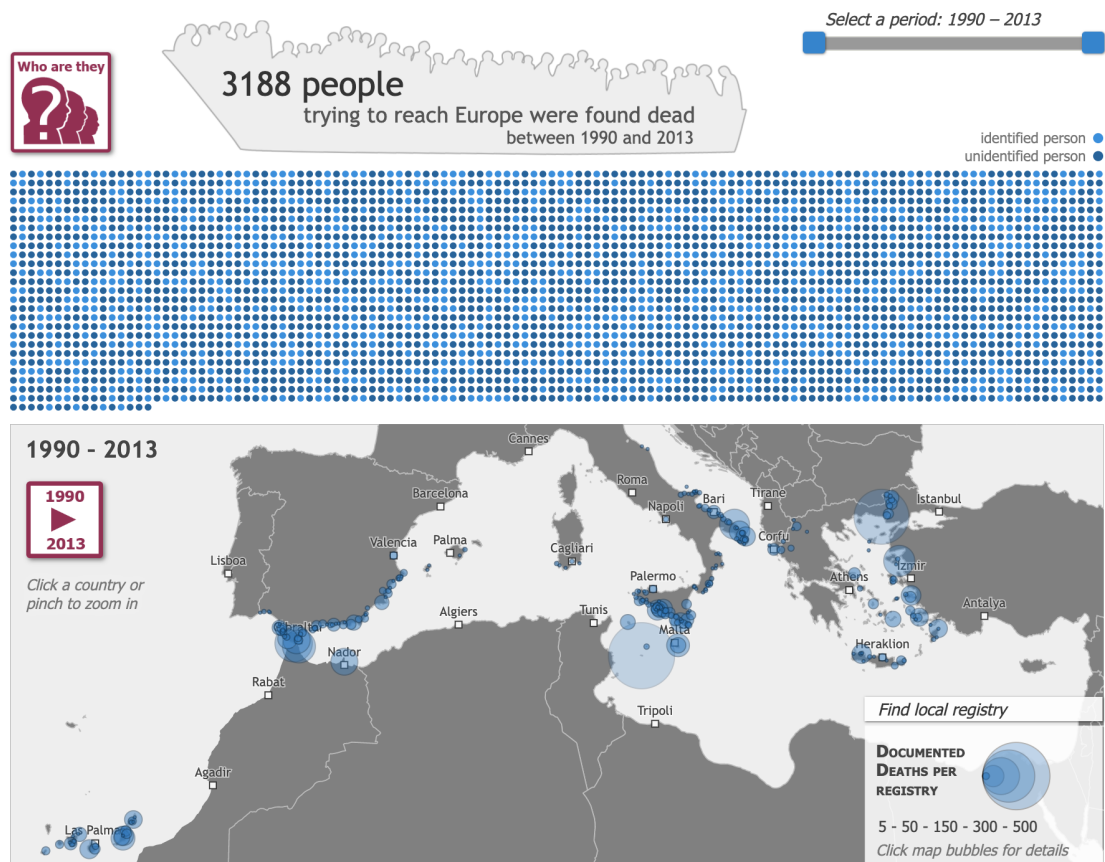 Select a period: 1990 – 2013
Who are they
?
3188 people
trying to reach Europe were found dead
between 1990 and 2013
identified person
unidentified person
1990 - 2013
1990
2013
Click a country or
pinch to zoom in
Cannes
Barcelona
Roma
Napoli
Bari
Tirane
Istanbul
Valencia
Palma
Cagliari
Corfu
Lisboa
Palermo
Athens
Izmir
Algiers
Tunis
Antalya
Gibraltar
Malta
Nador
Heraklion
Rabat
Tripoli
Agadir
Las Palmas
Find local registry
DOCUMENTED
DEATHS PER
REGISTRY
5 - 50 - 150 - 300 - 500
Click map bubbles for details